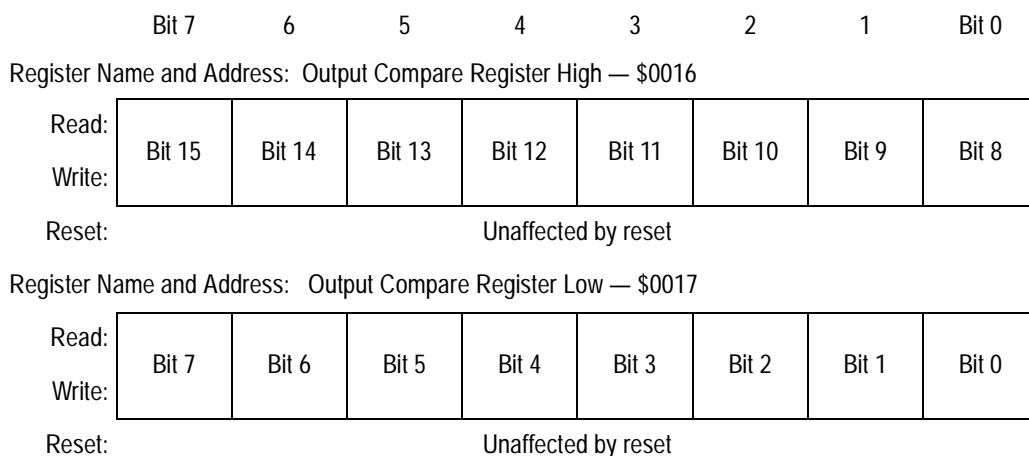 Bit 7 6 5 4 3 2 1 Bit 0
Register Name and Address: Output Compare Register High — $0016
Read:
Bit 15 Bit 14 Bit 13 Bit 12 Bit 11 Bit 10 Bit 9 Bit 8
Write:
Reset: Unaffected by reset
Register Name and Address: Output Compare Register Low — $0017
Read:
Bit 7 Bit 6 Bit 5 Bit 4 Bit 3 Bit 2 Bit 1 Bit 0
Write:
Reset: Unaffected by reset